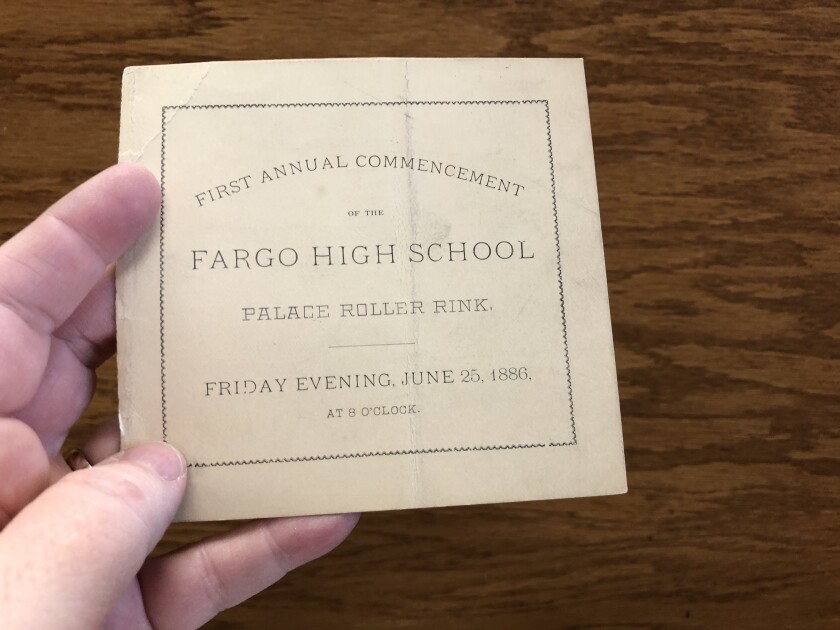 FIRST ANNUAL COMMENCEMENT
OF THE
FARGO HIGH SCHOOL
PALACE ROLLER RINK.
FRIDAY EVENING, JUNE 25, 1886,
AT 8 O'CLOCK.